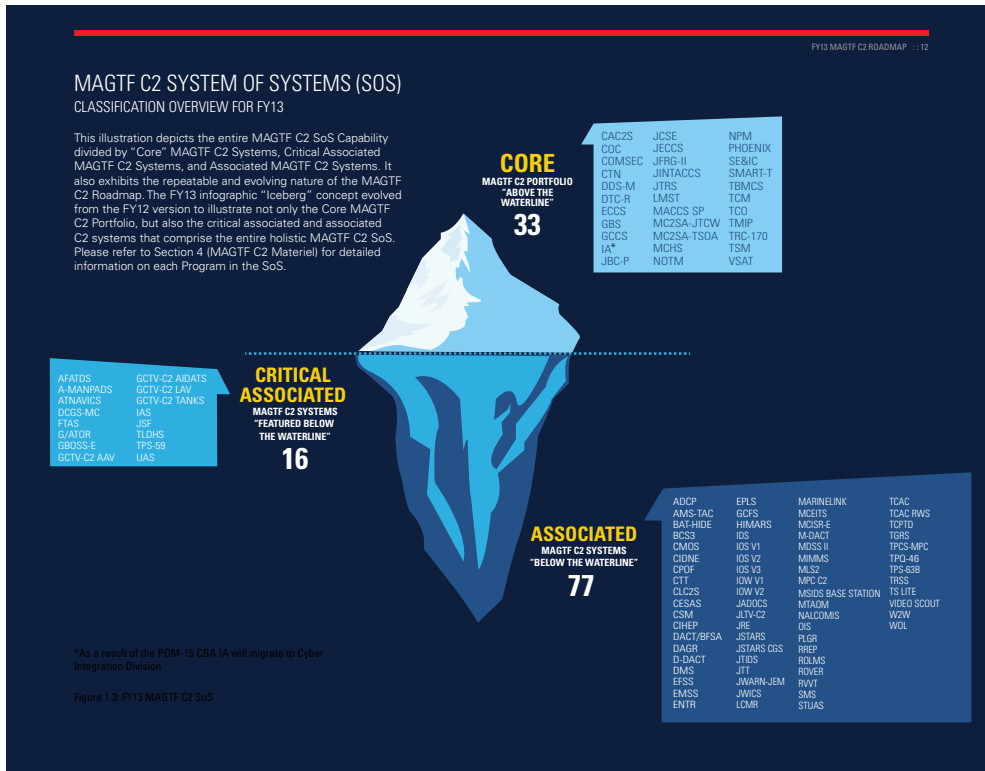 FY13 MAGTF C2 ROADMAP : : 12
MAGTF C2 SYSTEM OF SYSTEMS (SOS)
CLASSIFICATION OVERVIEW FOR FY13
This illustration depicts the entire MAGTF C2 SoS Capability
divided by “Core” MAGTF C2 Systems, Critical Associated
MAGTF C2 Systems, and Associated MAGTF C2 Systems. It
also exhibits the repeatable and evolving nature of the MAGTF
C2 Roadmap. The FY13 infographic “Iceberg” concept evolved
from the FY12 version to illustrate not only the Core MAGTF
C2 Portfolio, but also the critical associated and associated
C2 systems that comprise the entire holistic MAGTF C2 SoS.
Please refer to Section 4 (MAGTF C2 Materiel) for detailed
information on each Program in the SoS.
CORE
MAGTF C2 PORTFOLIO
“ABOVE THE
WATERLINE”
33
CAC2S JCSE NPM
COC JECCS PHOENIX
COMSEC JFRG-II SE&IC
CTN JINTACCS SMART-T
DDS-M JTRS TBMCS
DTC-R LMST TCM
ECCS MACCS SP TCO
GBS MC2SA-JTCW TMIP
GCCS MC2SA-TSOA TRC-170
IA* MCHS TSM
JBC-P NOTM VSAT
AFATDS GCTV-C2 AIDATS
A-MANPADS GCTV-C2 LAV
ATNAVICS GCTV-C2 TANKS
DCGS-MC IAS
FTAS JSF
G/ATOR TLDHS
GBOSS-E TPS-59
GCTV-C2 AAV UAS
CRITICAL
ASSOCIATED
MAGTF C2 SYSTEMS
“FEATURED BELOW
THE WATERLINE”
16
ASSOCIATED
MAGTF C2 SYSTEMS
“BELOW THE WATERLINE”
77
ADCP EPLS MARINELINK TCAC
AMS-TAC GCFS MCEITS TCAC RWS
BAT-HIDE HIMARS MCISR-E TCPTD
BCS3 IDS M-DACT TGRS
CMOS IOS V1 MDSS II TPCS-MPC
CIDNE IOS V2 MIMMS TPQ-46
CPOF IOS V3 MLS2 TPS-63B
CTT IOW V1 MPC C2 TRSS
CLC2S IOW V2 MSIDS BASE STATION TS LITE
CESAS JADOCS MTAOM VIDEO SCOUT
CSM JLTV-C2 NALCOMIS W2W
CIHEP JRE OIS WOL
DACT/BFSA JSTARS PLGR
DAGR JSTARS CGS RREP
D-DACT JTIDS ROLMS
DMS JTT ROVER
EFSS JWARN-JEM RVVT
EMSS JWICS SMS
ENTR LCMR STUAS
*As a result of the POM-15 CBA IA will migrate to Cyber
Integration Division
Figure 1.3: FY13 MAGTF C2 SoS